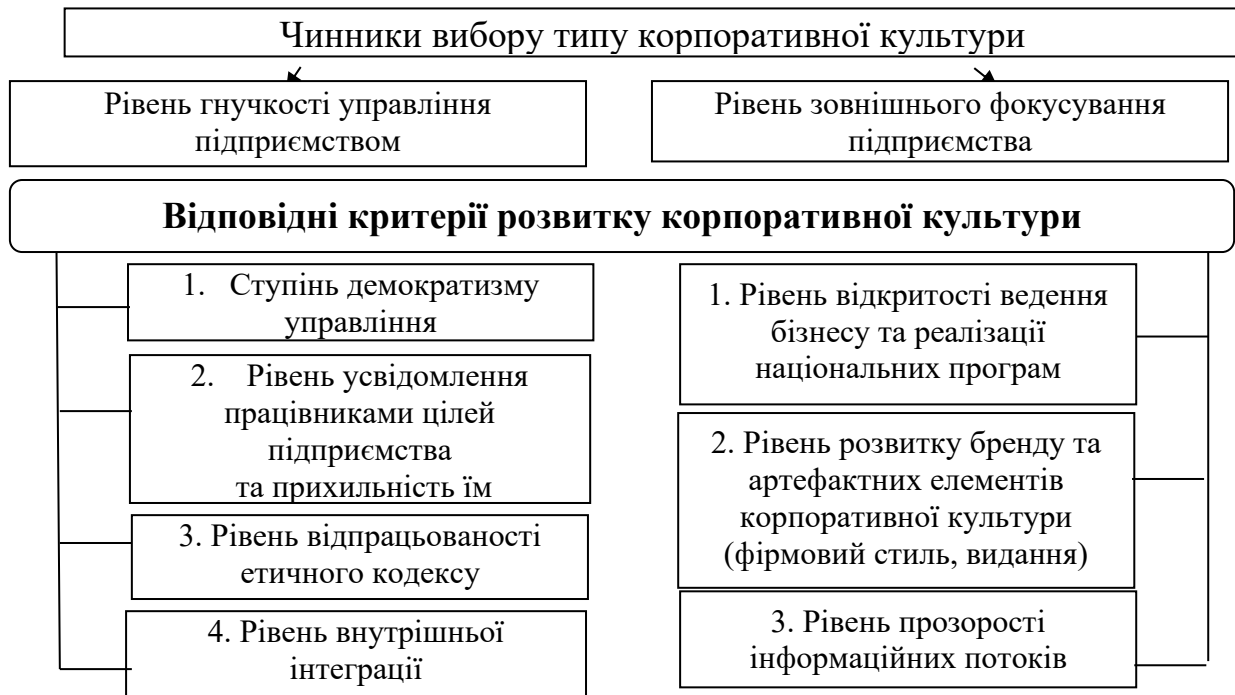 Чинники вибору типу корпоративної культури
Рівень гнучкості управління
підприємством
Рівень зовнішнього фокусування
підприємства
Відповідні критерії розвитку корпоративної культури
1. Ступінь демократизму
управління
2. Рівень усвідомлення
працівниками цілей
підприємства
та прихильність їм
3. Рівень відпрацьованості
етичного кодексу
4. Рівень внутрішньої
інтеграції
1. Рівень відкритості ведення
бізнесу та реалізації
національних програм
2. Рівень розвитку бренду та
артефактних елементів
корпоративної культури
(фірмовий стиль, видання)
3. Рівень прозорості
інформаційних потоків